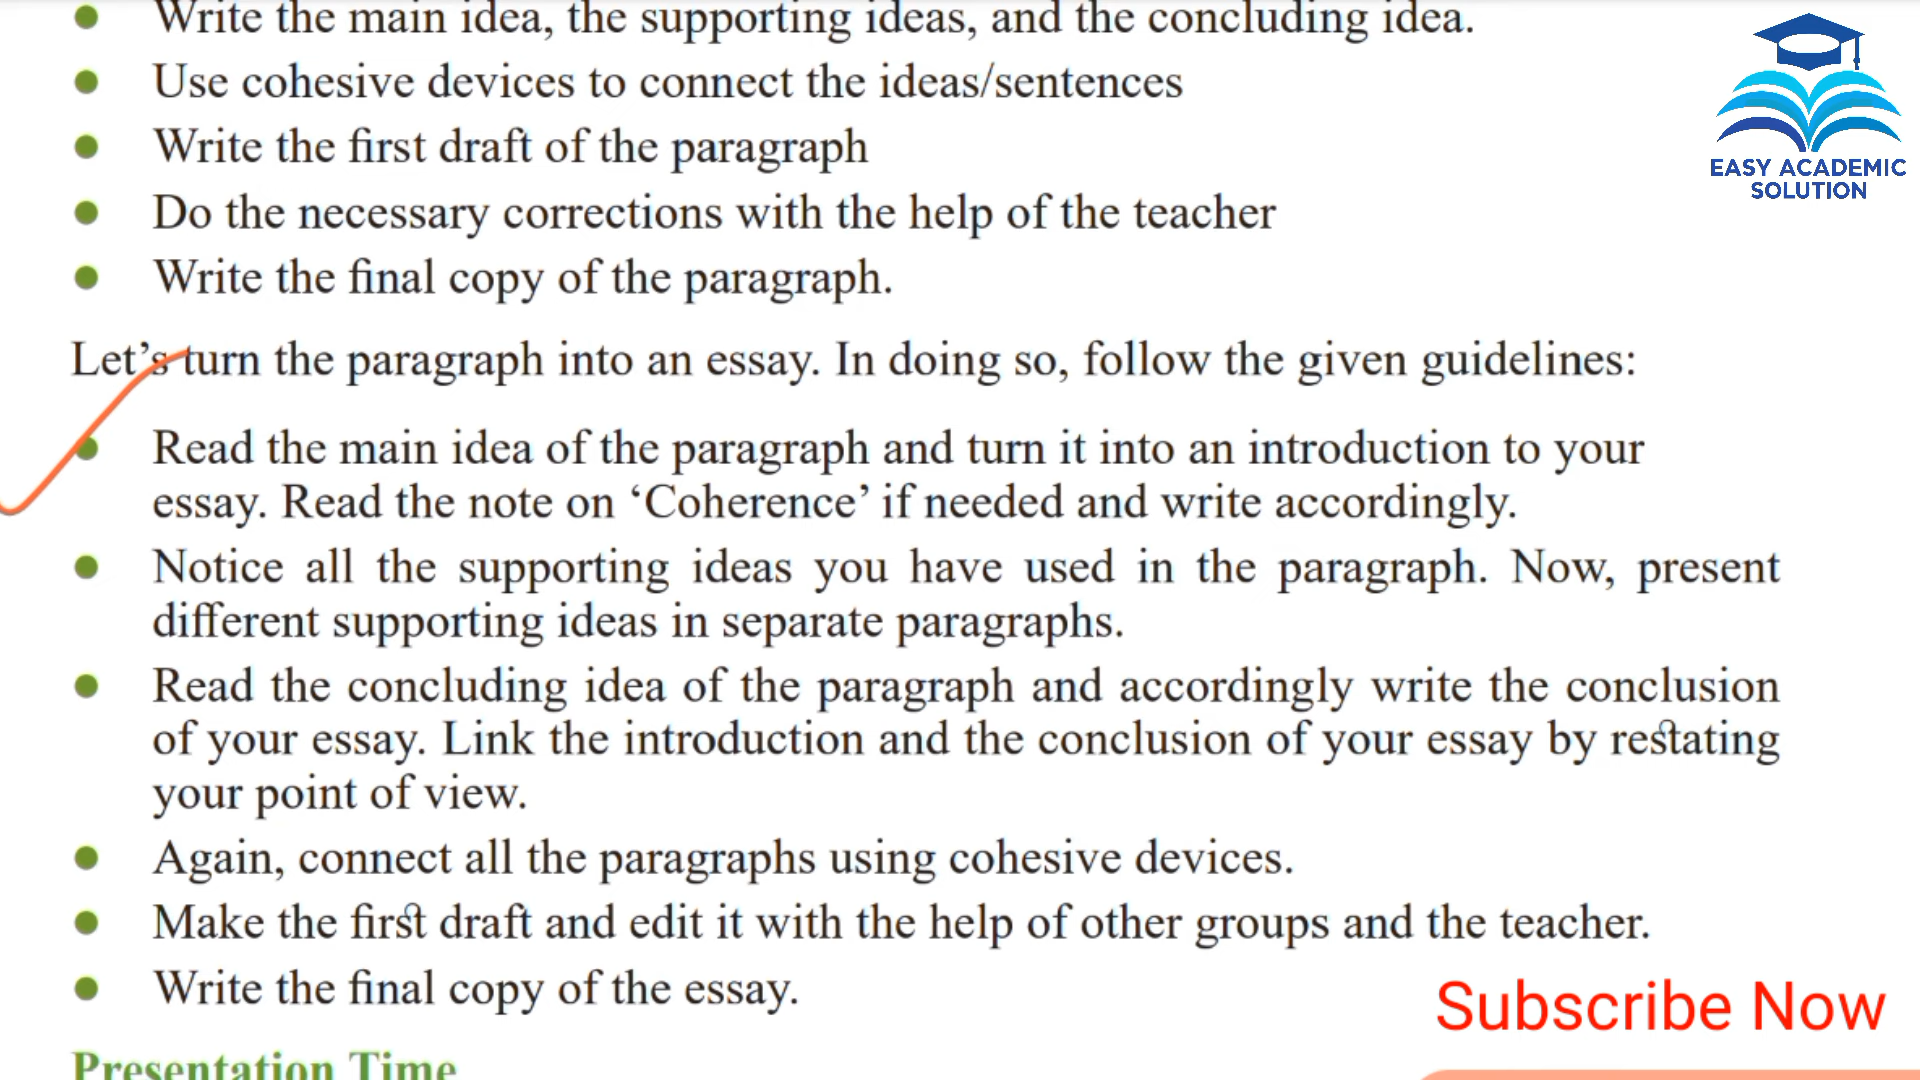 Write the main idea, the supporting ideas, and the concluding idea.
Use cohesive devices to connect the ideas/sentences
Write the first draft of the paragraph
Do the necessary corrections with the help of the teacher
Write the final copy of the paragraph.
EASY ACADEMIC
SOLUTION
Let’s turn the paragraph into an essay. In doing so, follow the given guidelines:
Read the main idea of the paragraph and turn it into an introduction to your
essay. Read the note on ‘Coherence’ if needed and write accordingly.
Notice all the supporting ideas you have used in the paragraph. Now, present
different supporting ideas in separate paragraphs.
Read the concluding idea of the paragraph and accordingly write the conclusion
of your essay. Link the introduction and the conclusion of your essay by restating
your point of view.
Again, connect all the paragraphs using cohesive devices.
Make the first draft and edit it with the help of other groups and the teacher.
Write the final copy of the essay.
Subscribe Now
Presentation Time